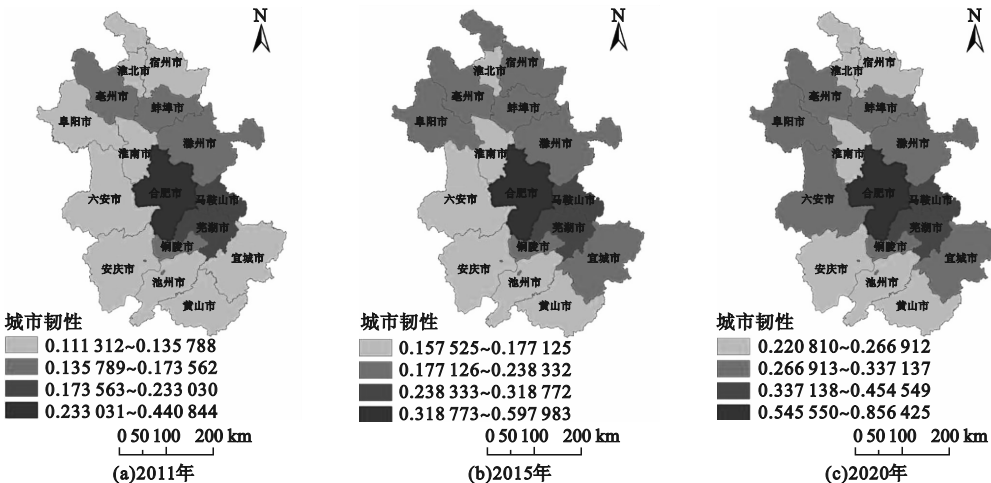 N
淮北市
宿州市
亳州市
蚌埠市
阜阳市
滁州市
淮南市
合肥市
六安市
马鞍山市
芜湖市
铜陵市
宣城市
安庆市
池州市
黄山市
城市韧性
0.111 312~0.135 788
0.135 789~0.173 562
0.173 563~0.233 030
0.233 031~0.440 844
0 50 100 200 km
(a)2011年
N
淮北市
宿州市
亳州市
蚌埠市
阜阳市
滁州市
淮南市
合肥市
六安市
马鞍山市
芜湖市
铜陵市
宣城市
安庆市
池州市
黄山市
城市韧性
0.157 525~0.177 125
0.177 126~0.238 332
0.238 333~0.318 772
0.318 773~0.597 983
0 50 100 200 km
(b)2015年
N
淮北市
宿州市
亳州市
蚌埠市
阜阳市
滁州市
淮南市
合肥市
六安市
马鞍山市
芜湖市
铜陵市
宣城市
安庆市
池州市
黄山市
城市韧性
0.220 810~0.266 912
0.266 913~0.337 137
0.337 138~0.454 549
0.545 550~0.856 425
0 50 100 200 km
(c)2020年